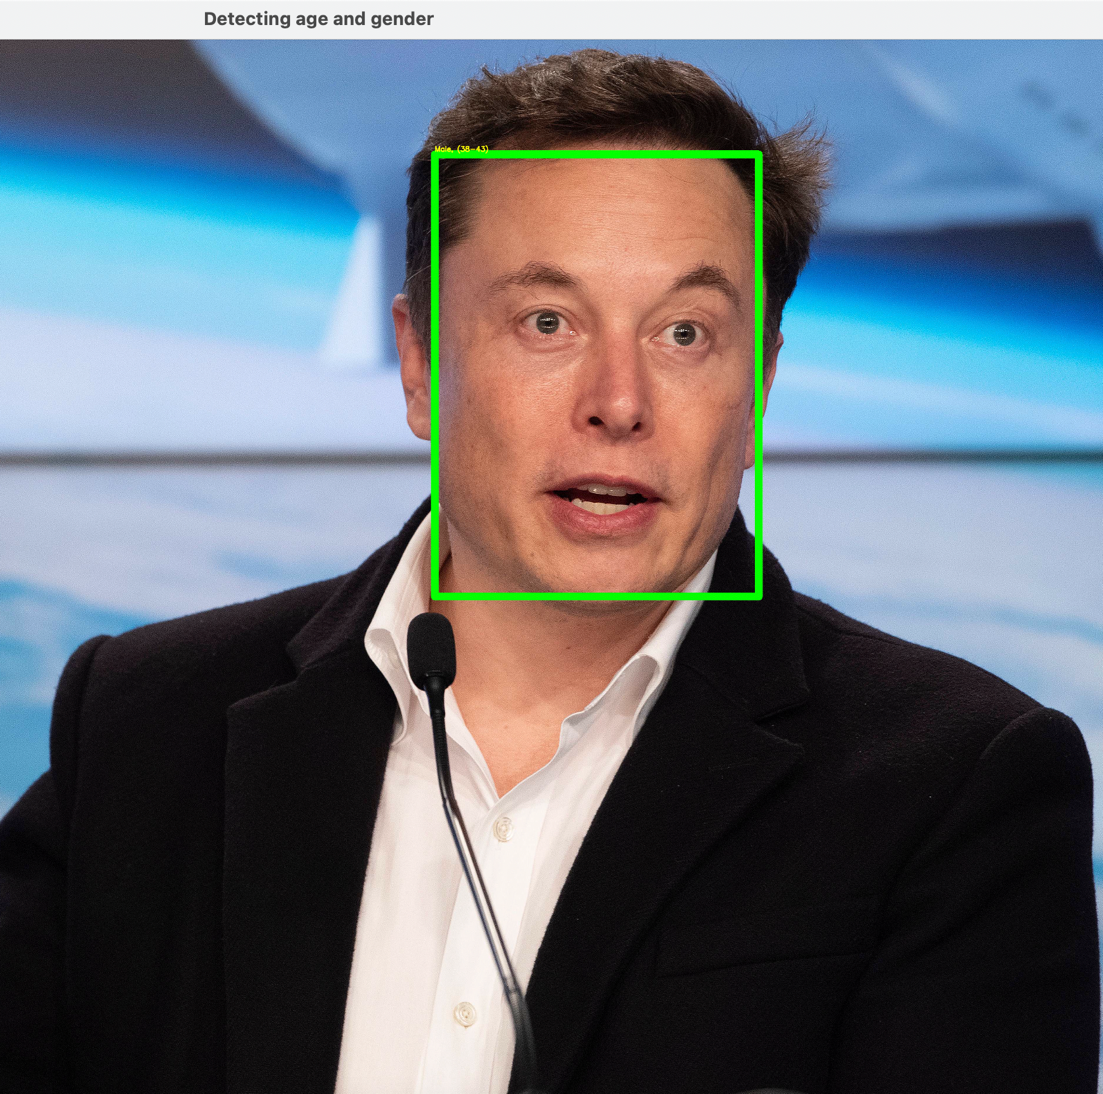 Detecting age and gender
Male, (38-43)